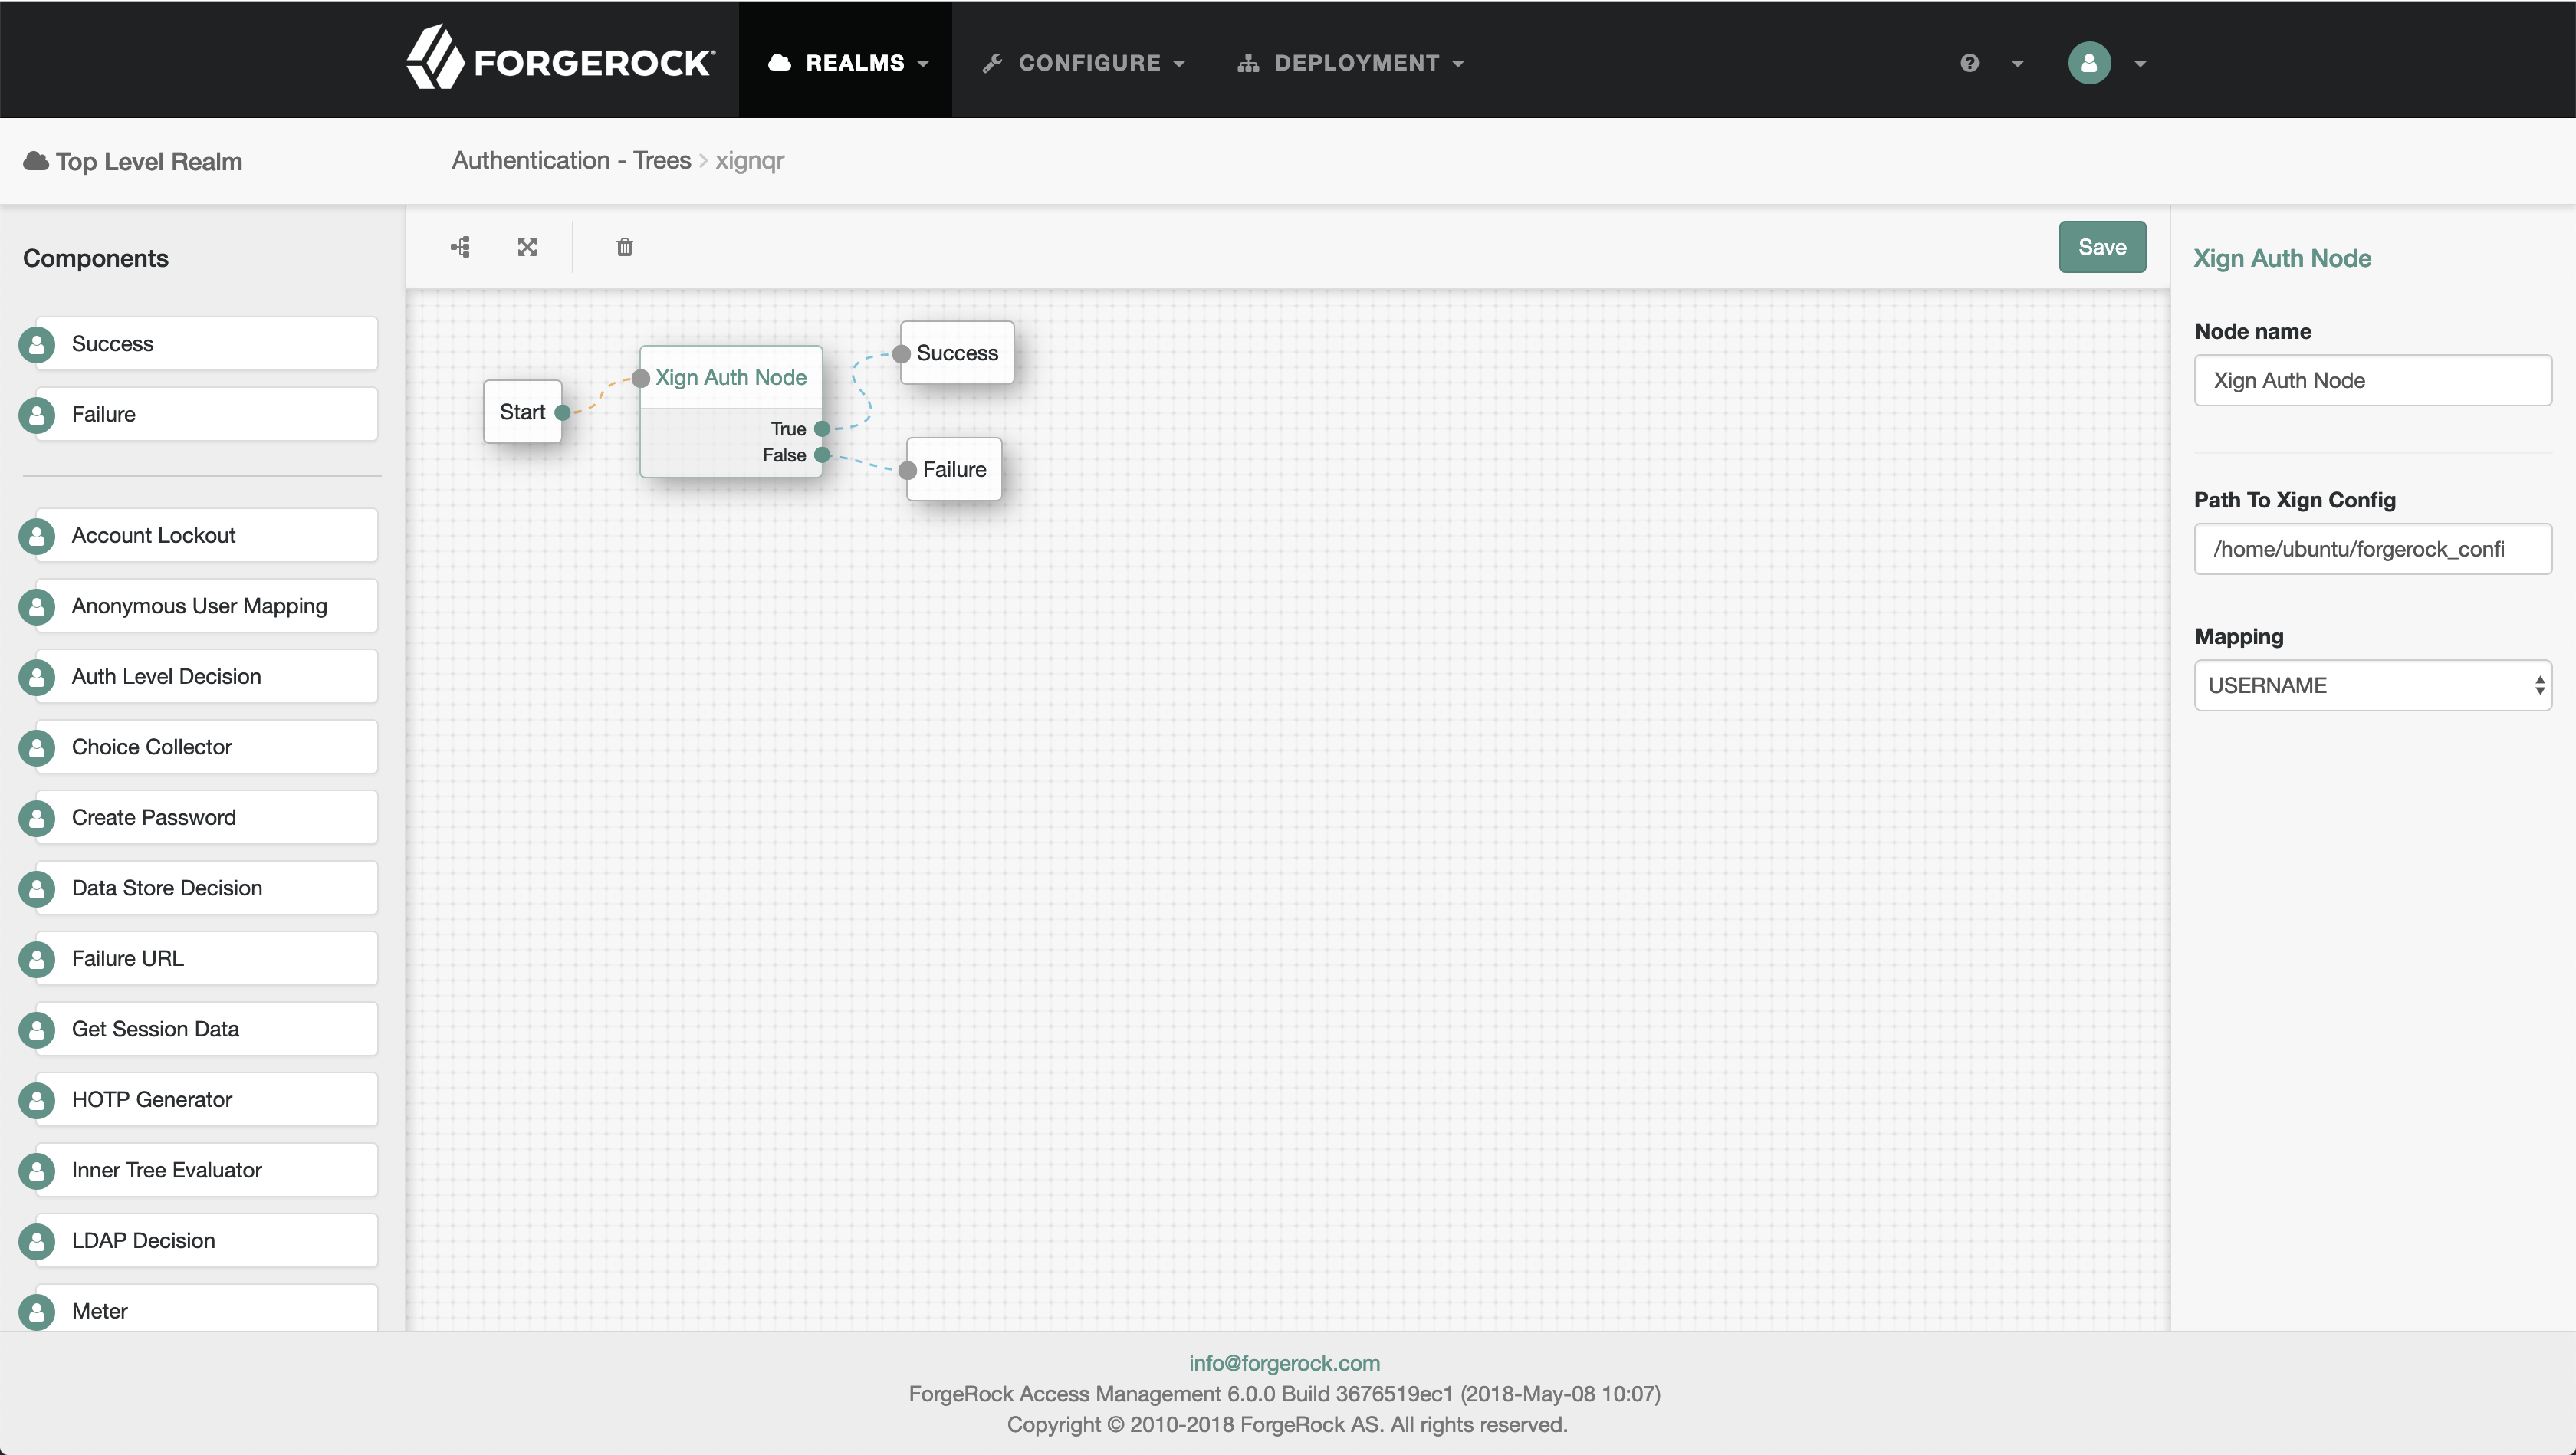 FORGEROCK
REALMS
CONFIGURE
DEPLOYMENT
Top Level Realm
Authentication - Trees > xignqr
Components
Success
Failure
Account Lockout
Anonymous User Mapping
Auth Level Decision
Choice Collector
Create Password
Data Store Decision
Failure URL
Get Session Data
HOTP Generator
Inner Tree Evaluator
LDAP Decision
Meter
Save
Start
Xign Auth Node
True
False
Success
Failure
Xign Auth Node
Node name
Xign Auth Node
Path To Xign Config
/home/ubuntu/forgerock_confi
Mapping
USERNAME
info@forgerock.com
ForgeRock Access Management 6.0.0 Build 3676519ec1 (2018-May-08 10:07)
Copyright © 2010-2018 ForgeRock AS. All rights reserved.